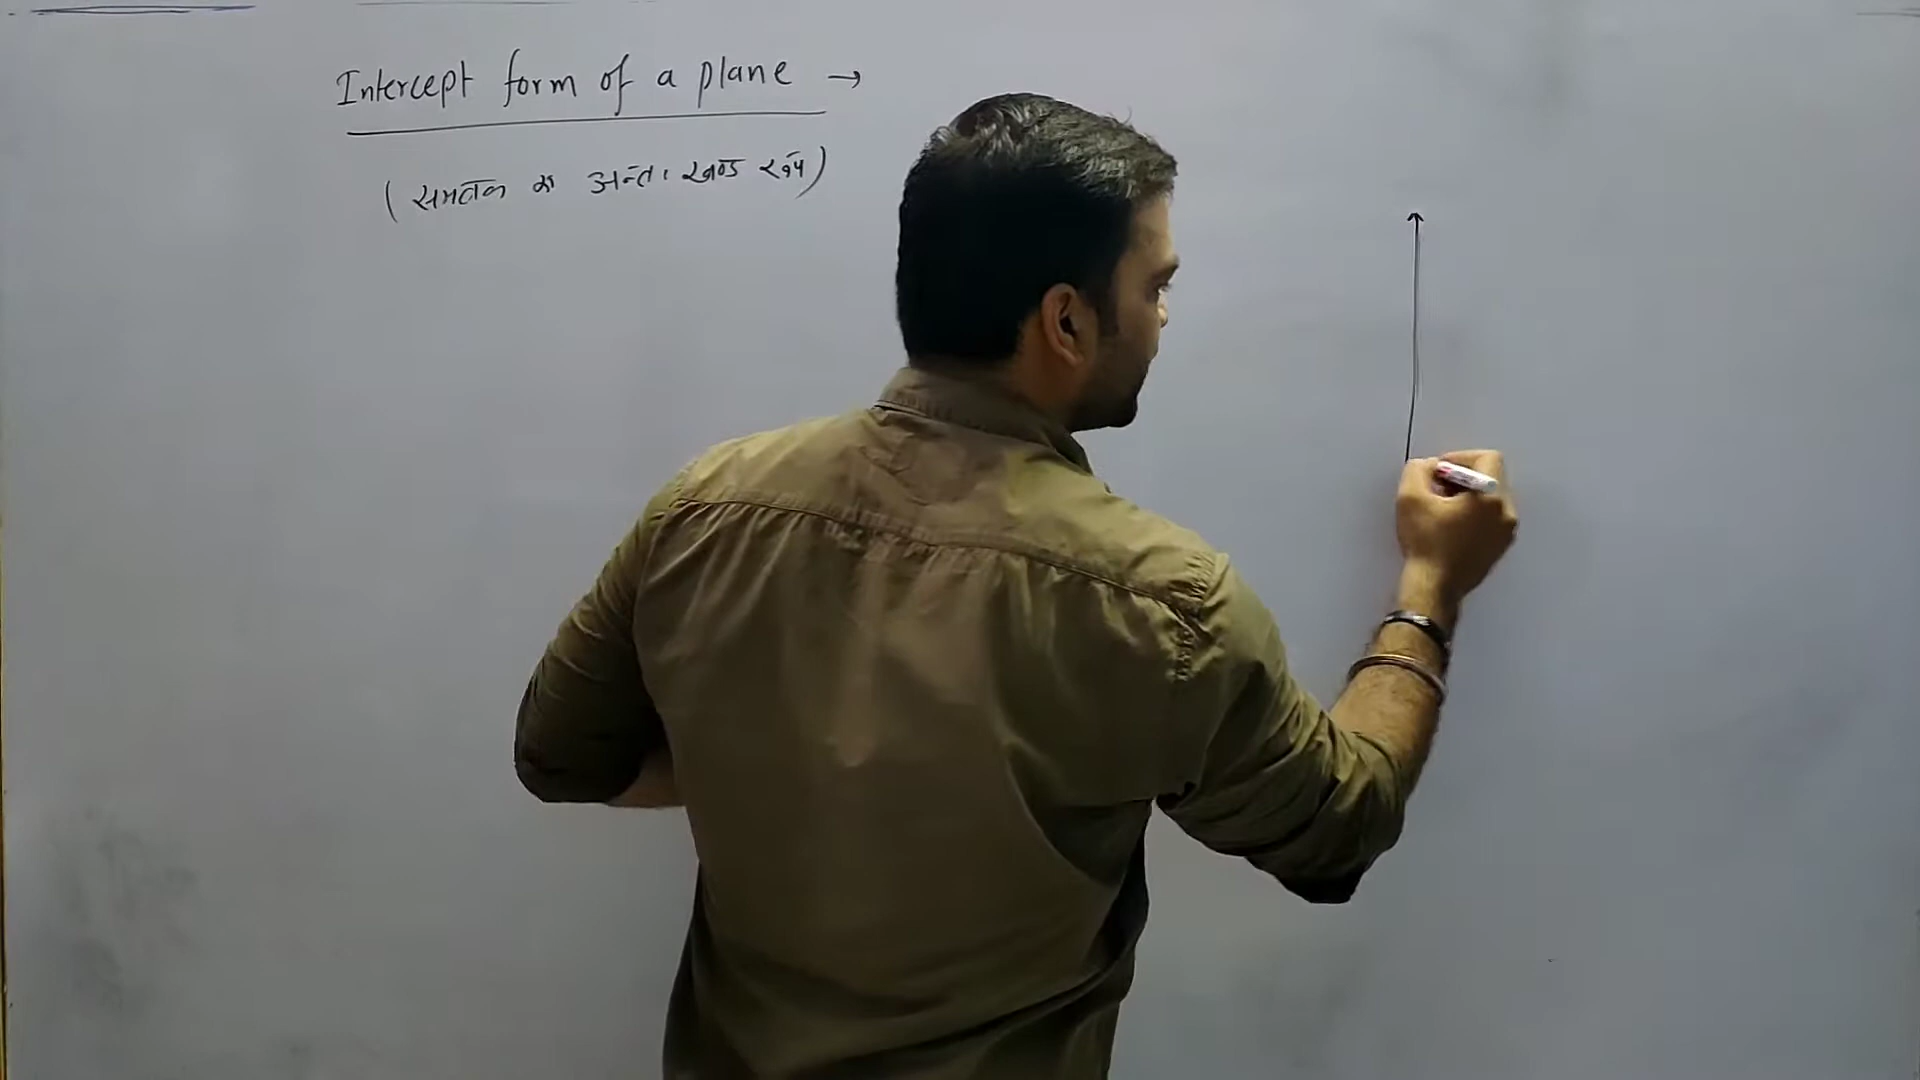 Intercept form of a plane →
(समतल का अन्तः खण्ड रूप)